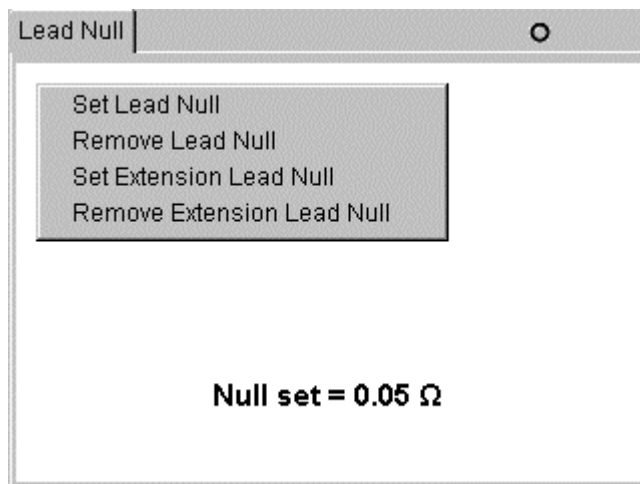 Lead Null
Set Lead Null
Remove Lead Null
Set Extension Lead Null
Remove Extension Lead Null
Null set = 0.05 Ω